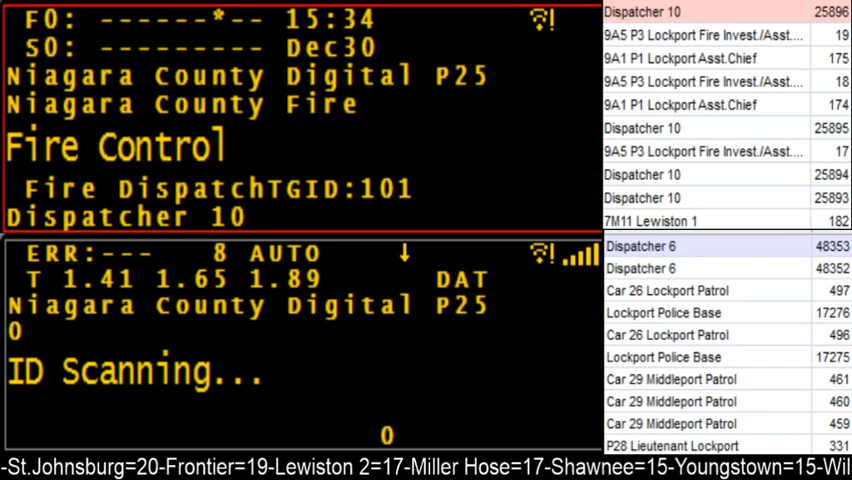 F0: ------*-- 15:34
S0: --------- Dec30
Niagara County Digital P25
Niagara County Fire
Fire Control
Fire DispatchTGID:101
Dispatcher 10
ERR:--- 8 AUTO ↓
T 1.41 1.65 1.89 DAT
Niagara County Digital P25
0
ID Scanning...
0
Dispatcher 10 25896
9A5 P3 Lockport Fire Invest./Asst.... 19
9A1 P1 Lockport Asst.Chief 175
9A5 P3 Lockport Fire Invest./Asst.... 18
9A1 P1 Lockport Asst.Chief 174
Dispatcher 10 25895
9A5 P3 Lockport Fire Invest./Asst.... 17
Dispatcher 10 25894
Dispatcher 10 25893
7M11 Lewiston 1 182
Dispatcher 6 48353
Dispatcher 6 48352
Car 26 Lockport Patrol 497
Lockport Police Base 17276
Car 26 Lockport Patrol 496
Lockport Police Base 17275
Car 29 Middleport Patrol 461
Car 29 Middleport Patrol 460
Car 29 Middleport Patrol 459
P28 Lieutenant Lockport 331
-St.Johnsburg=20-Frontier=19-Lewiston 2=17-Miller Hose=17-Shawnee=15-Youngstown=15-Wil